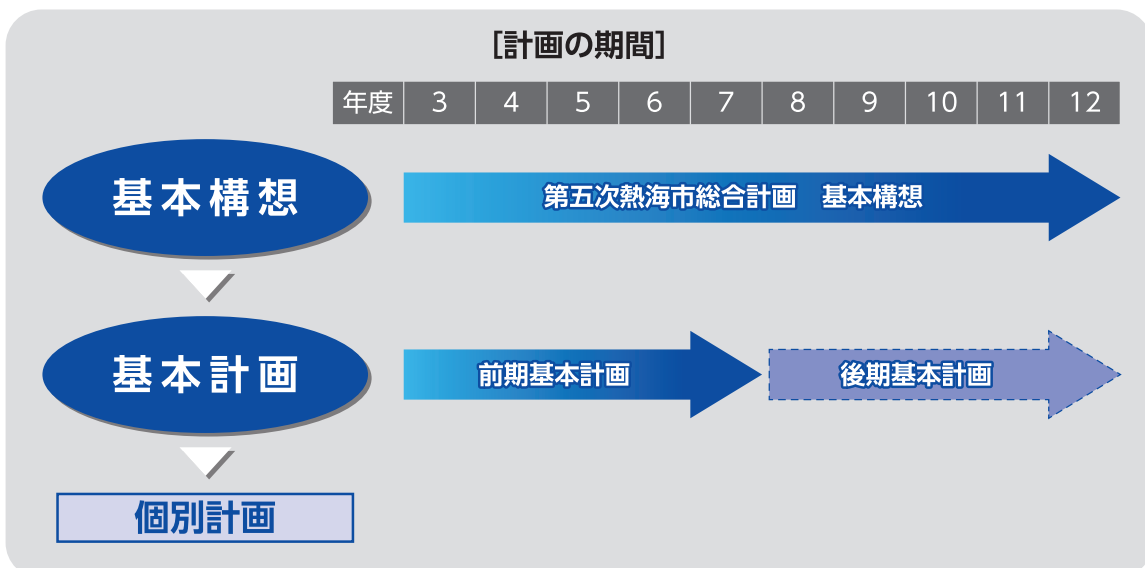 [計画の期間]
年度 3 4 5 6 7 8 9 10 11 12
基本構想
第五次熱海市総合計画　基本構想
基本計画
前期基本計画
後期基本計画
個別計画